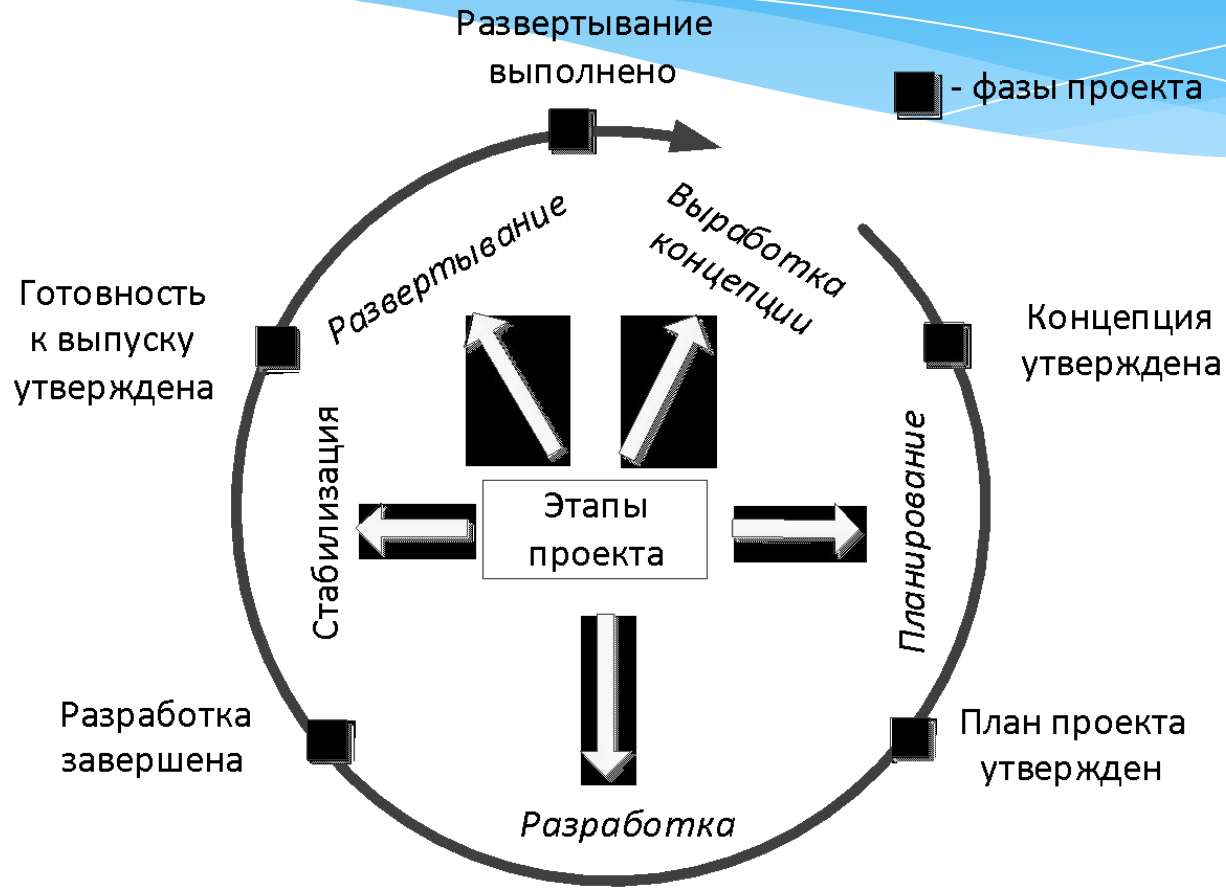 Развертывание
выполнено
- фазы проекта
Выработка
концепции
Развертывание
Готовность
к выпуску
утверждена
Концепция
утверждена
Стабилизация
Этапы
проекта
Планирование
Разработка
завершена
План проекта
утвержден
Разработка